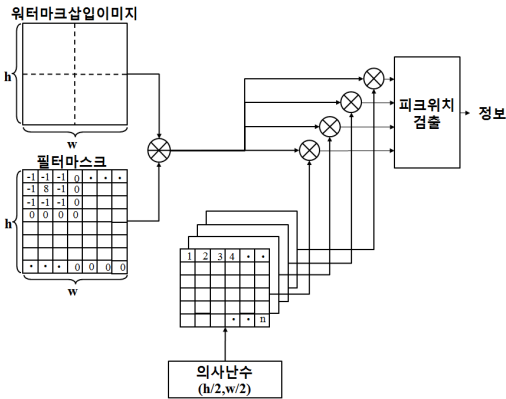 워터마크삽입이미지
h
w
필터마스크
-1 -1 -1 0 • • •
-1 8 -1 0
-1 -1 -1 0
0 0 0 0
h
• • • 0 0 0 0
w
1 2 3 4 • •
• • n
의사난수
(h/2,w/2)
피크위치
검출
정보